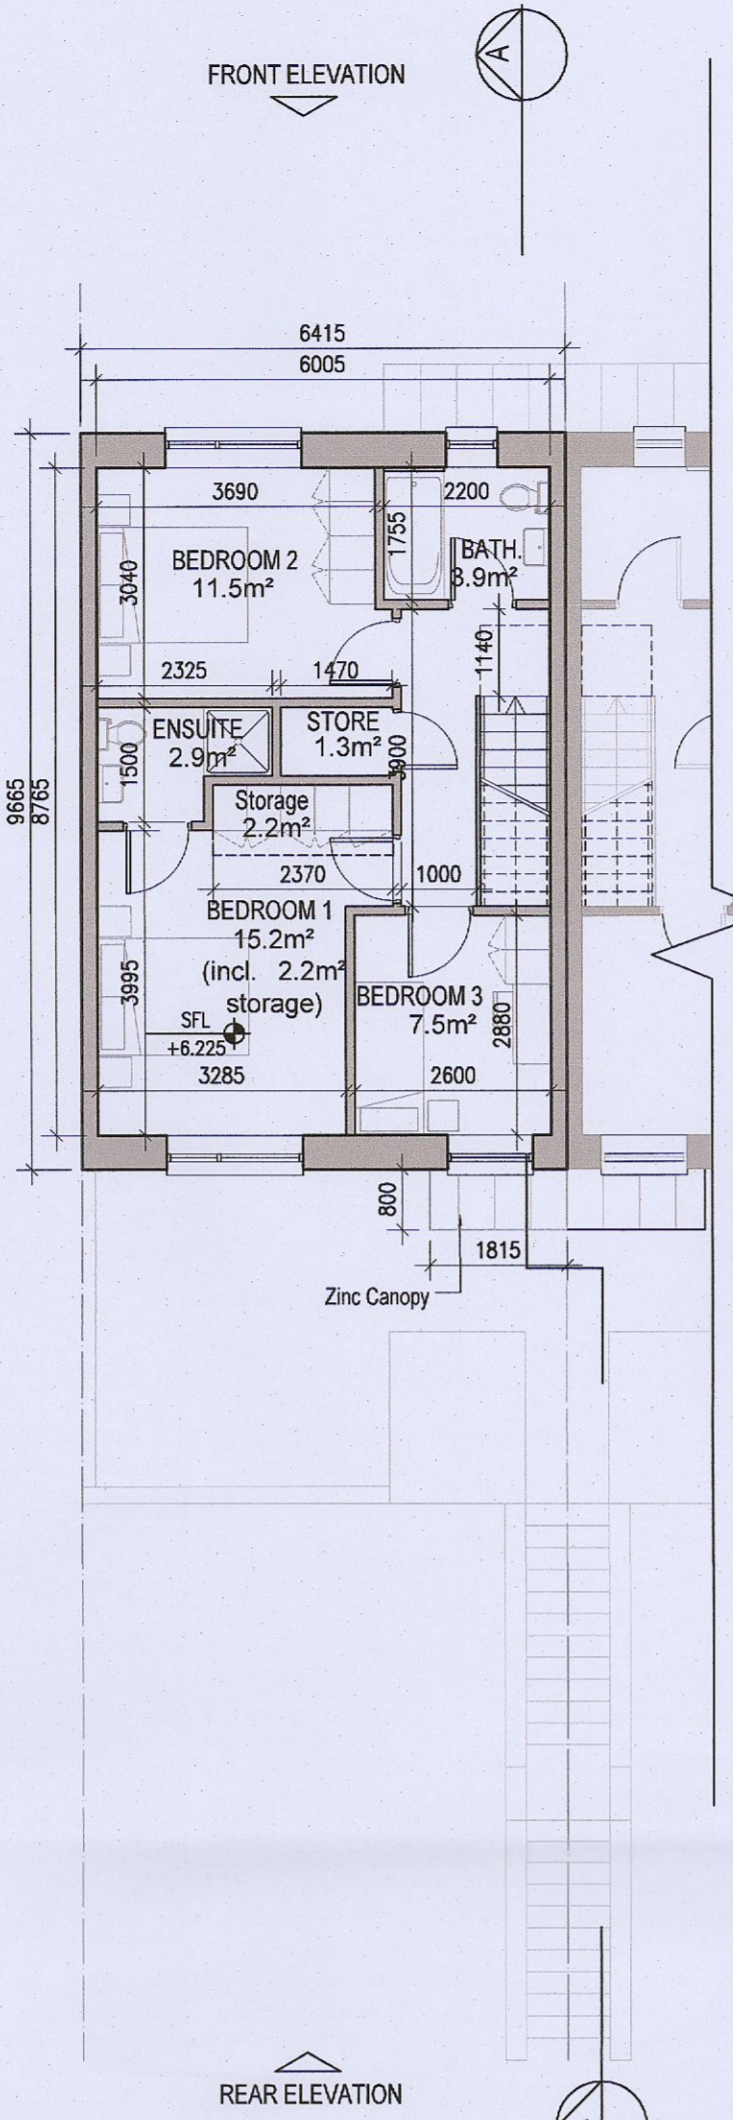 FRONT ELEVATION
A
6415
6005
3690
2200
BEDROOM 2
11.5m²
1755
BATH.
3.9m²
3040
2325
1470
1140
ENSUITE
2.9m²
STORE
1.3m²
1500
3900
9665
8765
Storage
2.2m²
2370
1000
BEDROOM 1
15.2m²
(incl. 2.2m²
storage)
3995
SFL
+6.225
BEDROOM 3
7.5m²
2880
3285
2600
800
1815
Zinc Canopy
REAR ELEVATION